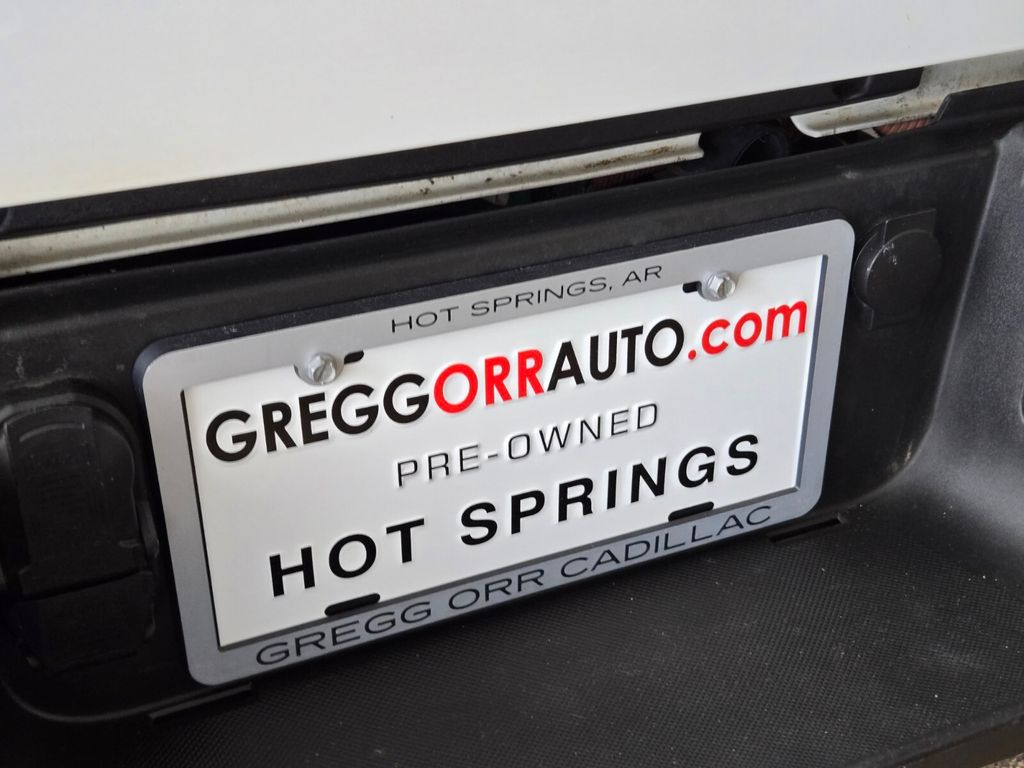 HOT SPRINGS, AR
GREGGORRAUTO.com
PRE-OWNED
HOT SPRINGS
GREGG ORR CADILLAC